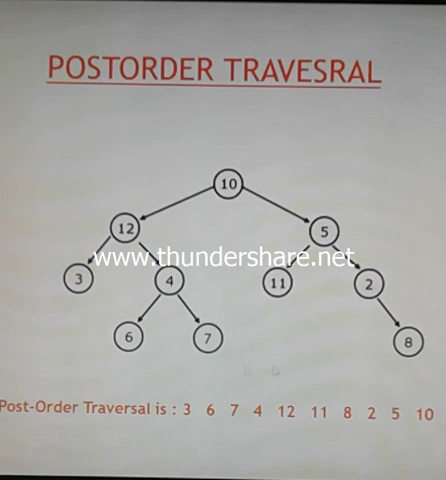 POSTORDER TRAVESRAL
10
12 5
www.thundershare.net
3 4 11 2
6 7 8
Post-Order Traversal is : 3 6 7 4 12 11 8 2 5 10